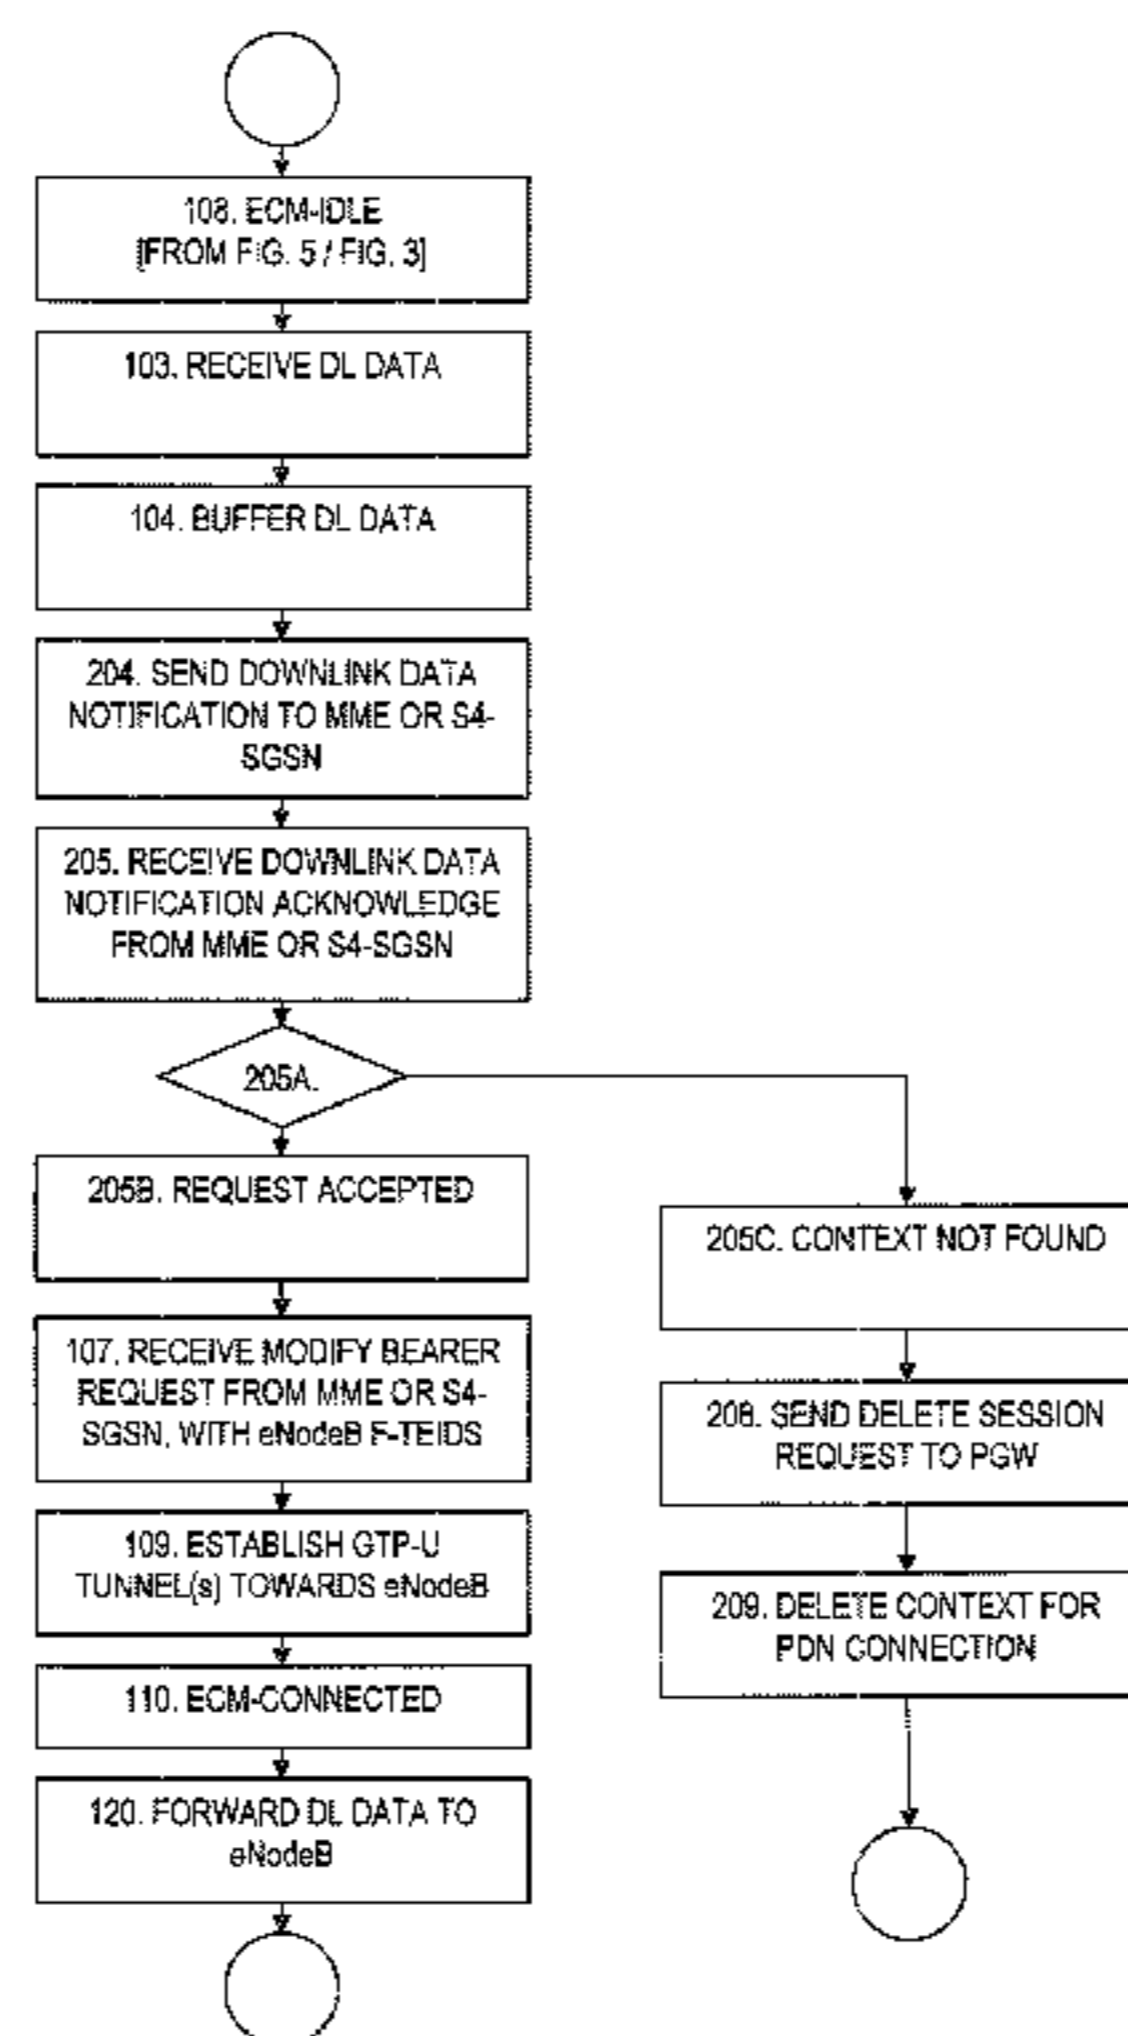 108. ECM-IDLE
[FROM FIG. 5 / FIG. 3]
103. RECEIVE DL DATA
104. BUFFER DL DATA
204. SEND DOWNLINK DATA
NOTIFICATION TO MME OR S4-
SGSN
205. RECEIVE DOWNLINK DATA
NOTIFICATION ACKNOWLEDGE
FROM MME OR S4-SGSN
205A.
205B. REQUEST ACCEPTED
107. RECEIVE MODIFY BEARER
REQUEST FROM MME OR S4-
SGSN, WITH eNodeB F-TEIDS
109. ESTABLISH GTP-U
TUNNEL(s) TOWARDS eNodeB
110. ECM-CONNECTED
120. FORWARD DL DATA TO
eNodeB
205C. CONTEXT NOT FOUND
208. SEND DELETE SESSION
REQUEST TO PGW
209. DELETE CONTEXT FOR
PDN CONNECTION